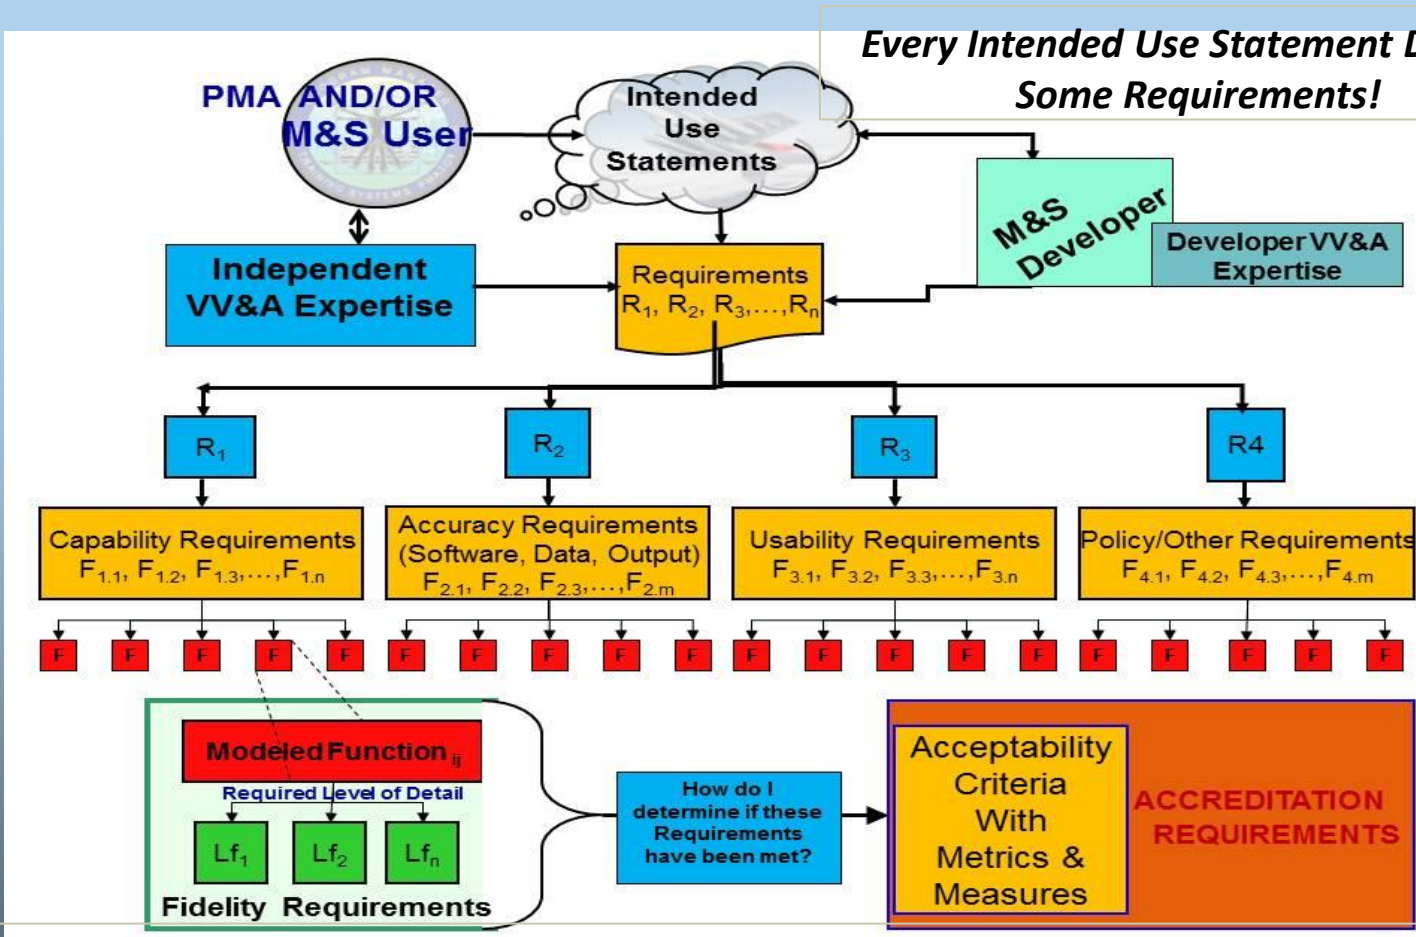 Every Intended Use Statement D
Some Requirements!
PMA AND/OR
M&S User
Intended
Use
Statements
M&S
Developer
Developer VV&A
Expertise
Independent
VV&A Expertise
Requirements
R1, R2, R3,...,Rn
R1
R2
R3
R4
Capability Requirements
F1.1, F1.2, F1.3,...,F1.n
Accuracy Requirements
(Software, Data, Output)
F2.1, F2.2, F2.3,...,F2.m
Usability Requirements
F3.1, F3.2, F3.3,...,F3.n
Policy/Other Requirements
F4.1, F4.2, F4.3,...,F4.m
F F F F F F F F F F F F F F F F F F F F
Modeled Function ij
Required Level of Detail
Lf1 Lf2 Lfn
Fidelity Requirements
How do I
determine if these
Requirements
have been met?
Acceptability
Criteria
With
Metrics &
Measures
ACCREDITATION
REQUIREMENTS